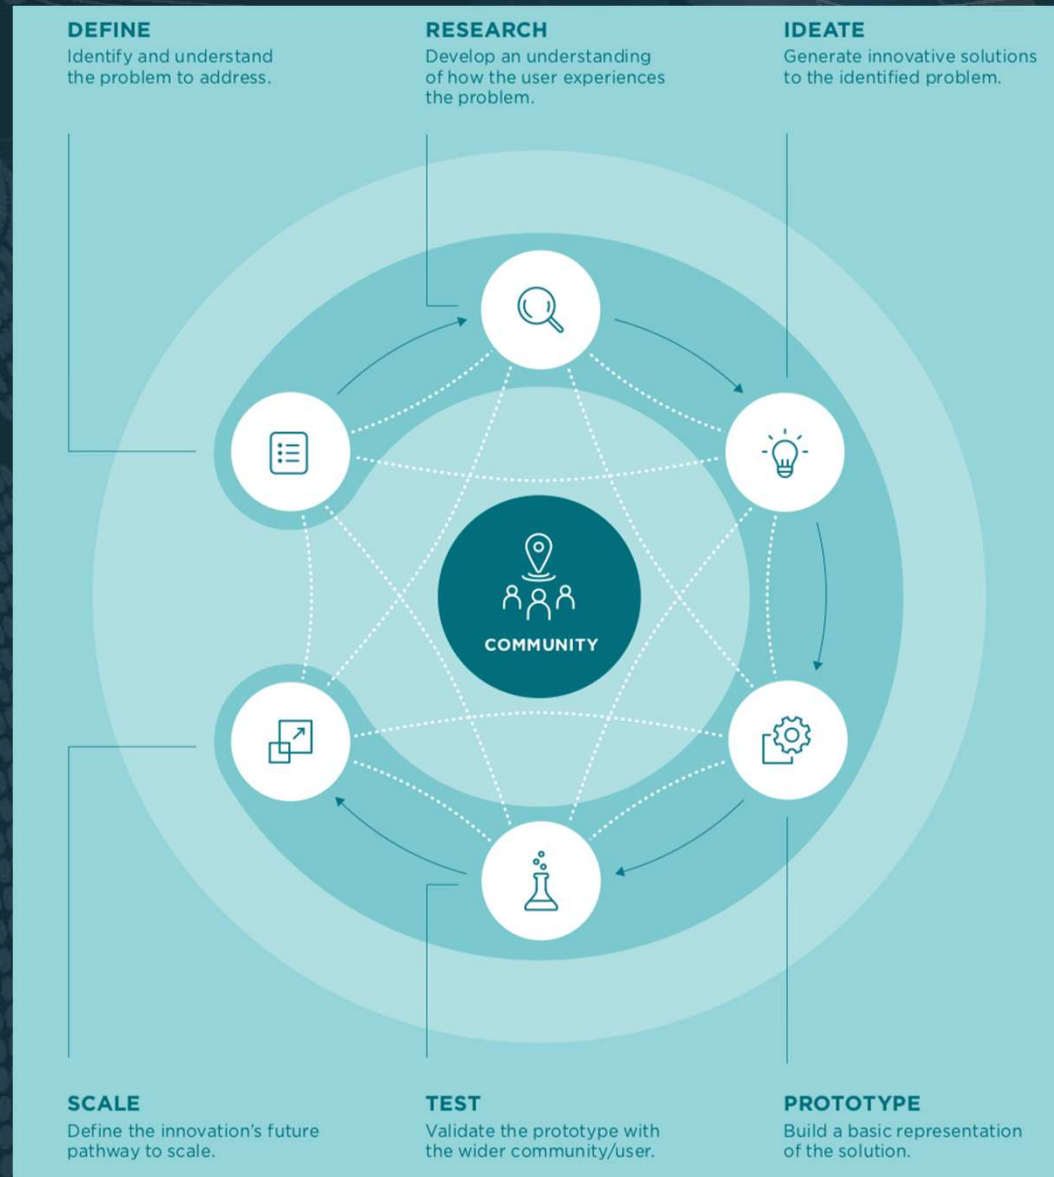 DEFINE
Identify and understand
the problem to address.
RESEARCH
Develop an understanding
of how the user experiences
the problem.
IDEATE
Generate innovative solutions
to the identified problem.
COMMUNITY
SCALE
Define the innovation’s future
pathway to scale.
TEST
Validate the prototype with
the wider community/user.
PROTOTYPE
Build a basic representation
of the solution.